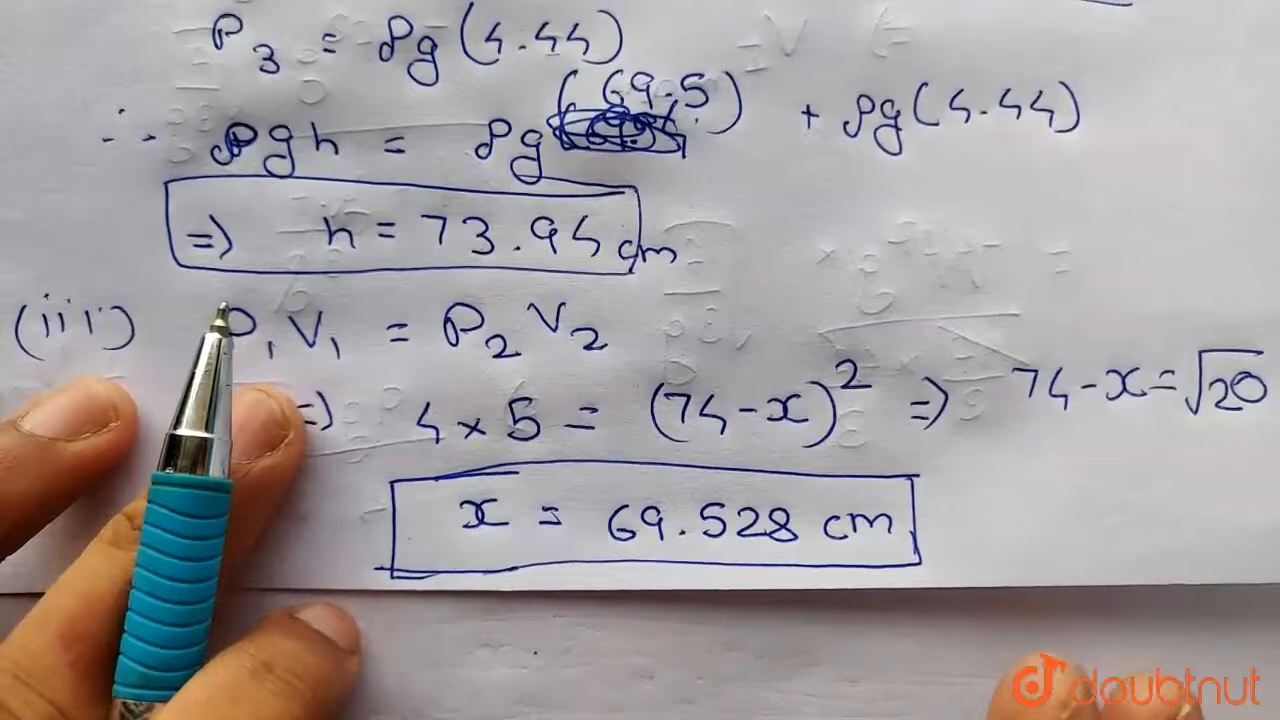 P₃ = ρg(4.44)
∴ ρgh = ρg(69.5) + ρg(4.44)
=> h = 73.94 cm
(iii) P₁V₁ = P₂V₂
=> 4 × 5 = (74 - x)² => 74 - x = √20
x = 69.528 cm
doubtnut